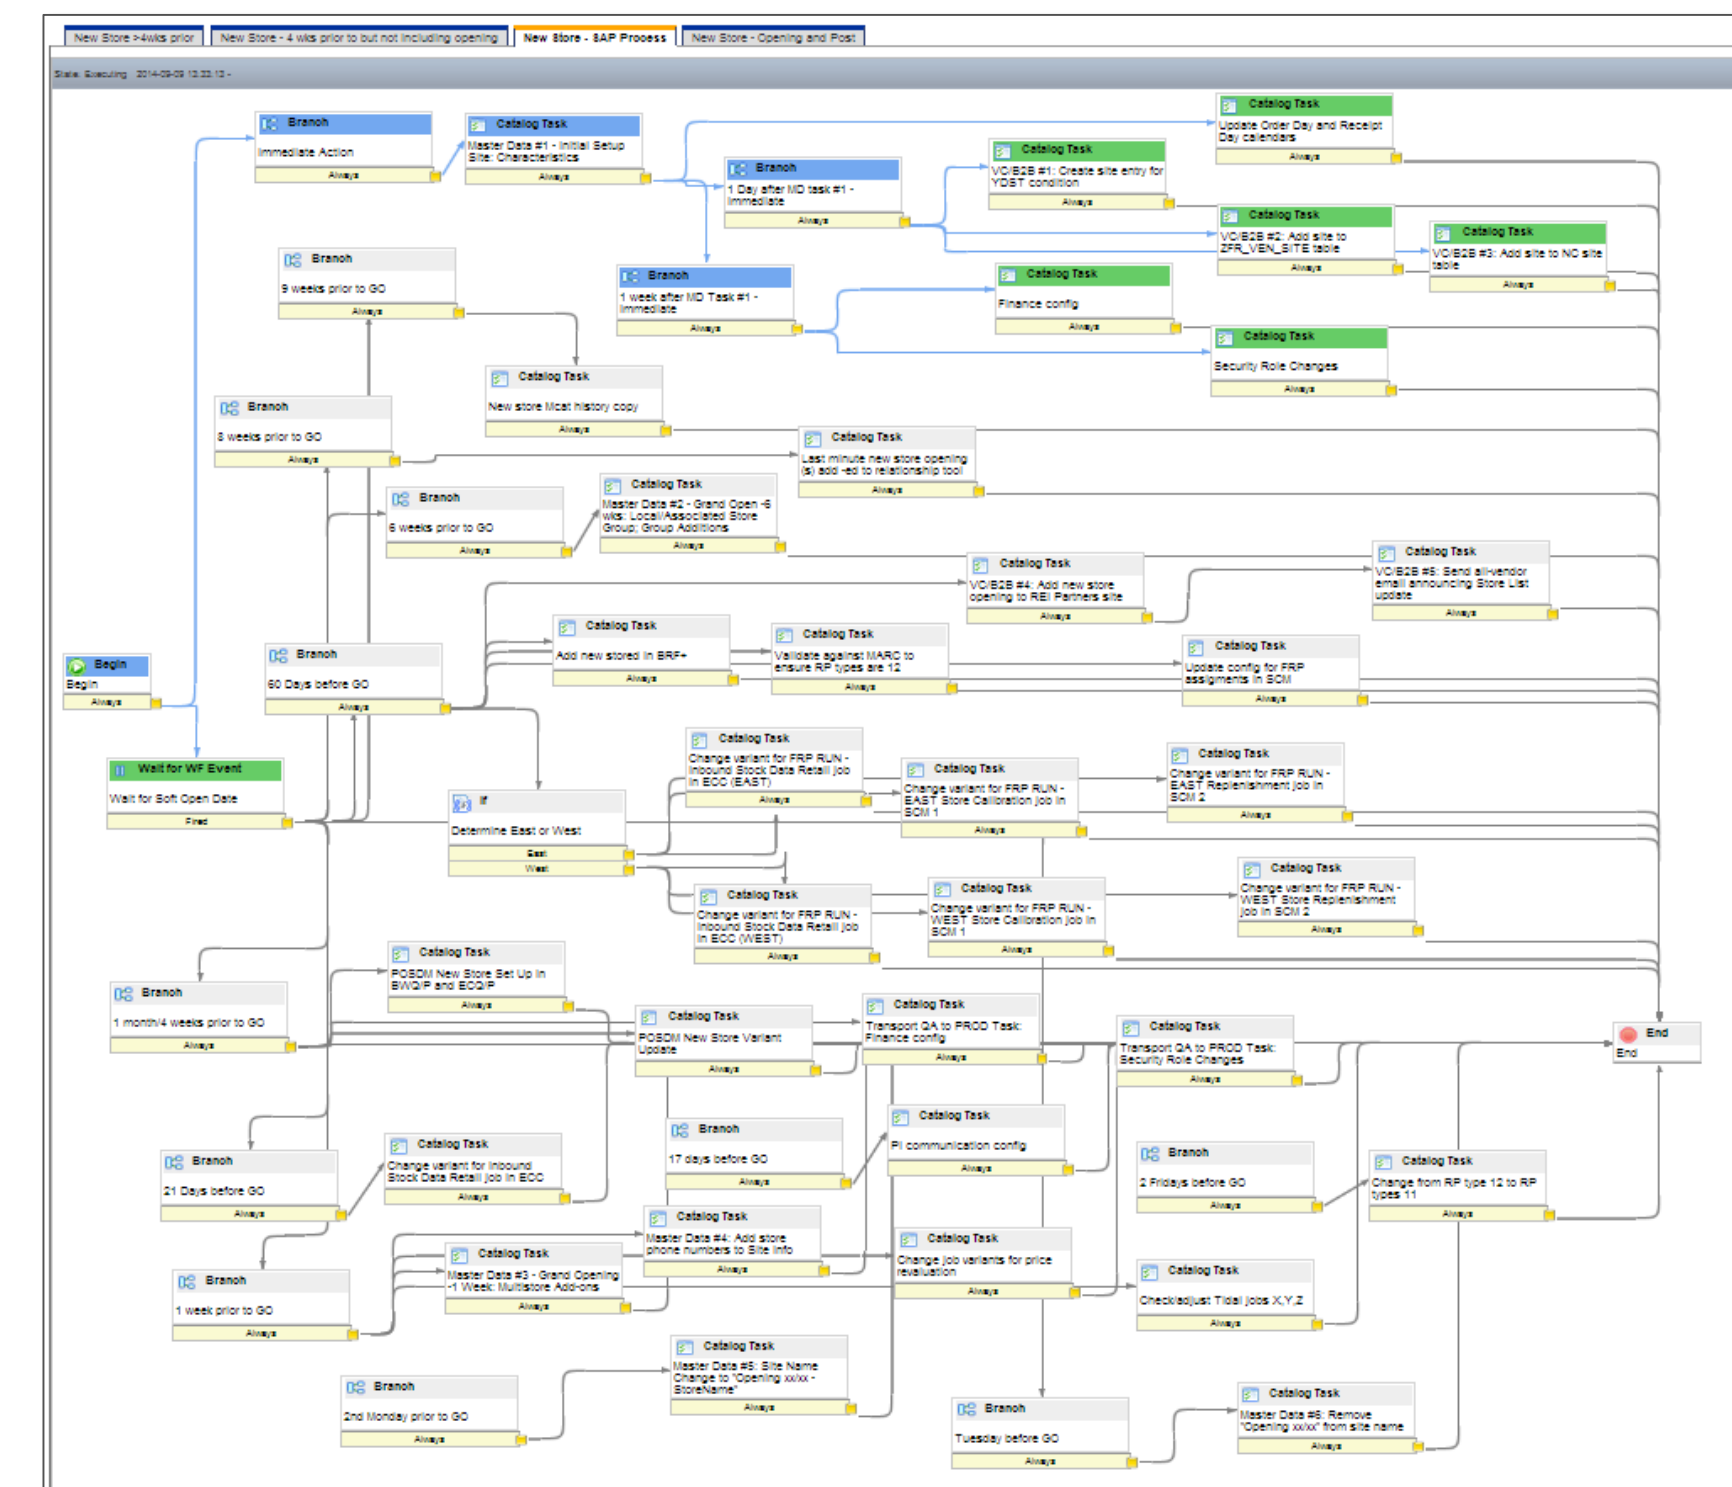 New Store >4wks prior
New Store - 4 wks prior to but not including opening
New Store - SAP Process
New Store - Opening and Post
State: Executing 2014-09-09 13:33:13 -
Branch
Immediate Action
Always
Catalog Task
Master Data #1 - Initial Setup
Site: Characteristics
Always
Catalog Task
Update Order Day and Receipt
Day calendars
Always
Branch
1 Day after MD task #1 -
Immediate
Always
Catalog Task
VC/B2B #1: Create site entry for
YDST condition
Always
Catalog Task
VC/B2B #2: Add site to
ZFR_VEN_SITE table
Always
Catalog Task
VC/B2B #3: Add site to NC site
table
Always
Branch
9 weeks prior to GO
Always
Branch
1 week after MD Task #1 -
Immediate
Always
Catalog Task
Finance config
Always
Catalog Task
Security Role Changes
Always
Catalog Task
New store Mcat history copy
Always
Branch
8 weeks prior to GO
Always
Catalog Task
Last minute new store opening
(s) add -ed to relationship tool
Always
Branch
6 weeks prior to GO
Always
Catalog Task
Master Data #2 - Grand Open -6
wks: Local/Associated Store
Group; Group Additions
Always
Catalog Task
VC/B2B #4: Add new store
opening to REI Partners site
Always
Catalog Task
VC/B2B #5: Send all-vendor
email announcing Store List
update
Always
Begin
Begin
Always
Branch
60 Days before GO
Always
Catalog Task
Add new stored in BRF+
Always
Catalog Task
Validate against MARC to
ensure RP types are 12
Always
Catalog Task
Update config for FRP
assigments in SCM
Always
Wait for WF Event
Wait for Soft Open Date
Fired
If
Determine East or West
East
West
Catalog Task
Change variant for FRP RUN -
Inbound Stock Data Retail job
in ECC (EAST)
Always
Catalog Task
Change variant for FRP RUN -
EAST Store Calibration job in
SCM 1
Always
Catalog Task
Change variant for FRP RUN -
EAST Replenishment job in
SCM 2
Always
Catalog Task
Change variant for FRP RUN -
Inbound Stock Data Retail job
in ECC (WEST)
Always
Catalog Task
Change variant for FRP RUN -
WEST Store Calibration job in
SCM 1
Always
Catalog Task
Change variant for FRP RUN -
WEST Store Replenishment
job in SCM 2
Always
Branch
1 month/4 weeks prior to GO
Always
Catalog Task
POSDM New Store Set Up in
BWQ/P and ECQ/P
Always
Catalog Task
POSDM New Store Variant
Update
Always
Catalog Task
Transport QA to PROD Task:
Finance config
Always
Catalog Task
Transport QA to PROD Task:
Security Role Changes
Always
End
End
Branch
21 Days before GO
Always
Catalog Task
Change variant for Inbound
Stock Data Retail job in ECC
Always
Branch
17 days before GO
Always
Catalog Task
PI communication config
Always
Branch
2 Fridays before GO
Always
Catalog Task
Change from RP type 12 to RP
types 11
Always
Branch
1 week prior to GO
Always
Catalog Task
Master Data #3 - Grand Opening
-1 Week: Multistore Add-ons
Always
Catalog Task
Master Data #4: Add store
phone numbers to Site Info
Always
Catalog Task
Change job variants for price
revaluation
Always
Catalog Task
Check/adjust Tidal jobs X,Y,Z
Always
Branch
2nd Monday prior to GO
Always
Catalog Task
Master Data #5: Site Name
Change to "Opening xx/xx -
StoreName"
Always
Branch
Tuesday before GO
Always
Catalog Task
Master Data #6: Remove
"Opening xx/xx" from site name
Always